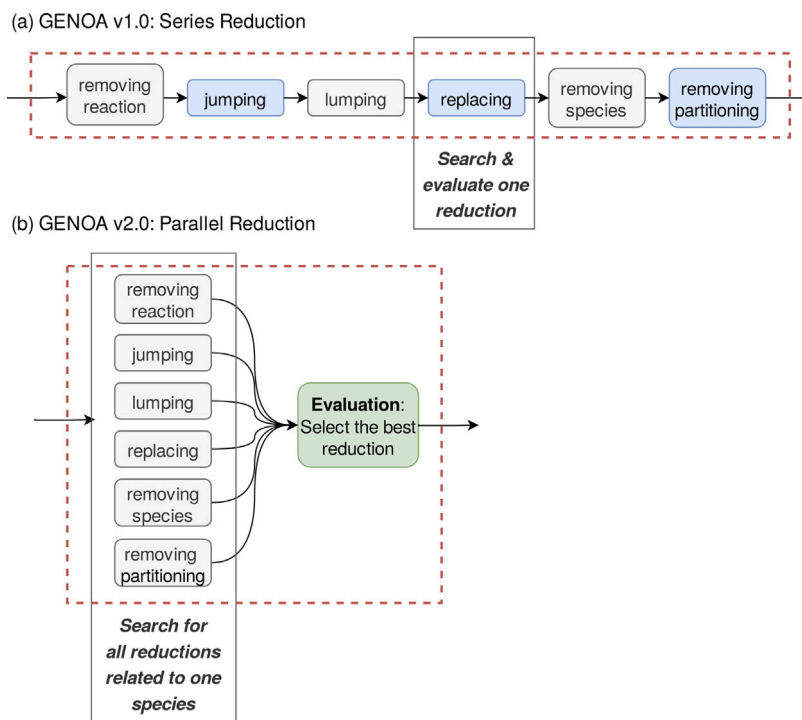 (a) GENOA v1.0: Series Reduction
removing
reaction
jumping
lumping
replacing
removing
species
removing
partitioning
Search &
evaluate one
reduction
(b) GENOA v2.0: Parallel Reduction
removing
reaction
jumping
lumping
replacing
removing
species
removing
partitioning
Evaluation:
Select the best
reduction
Search for
all reductions
related to one
species